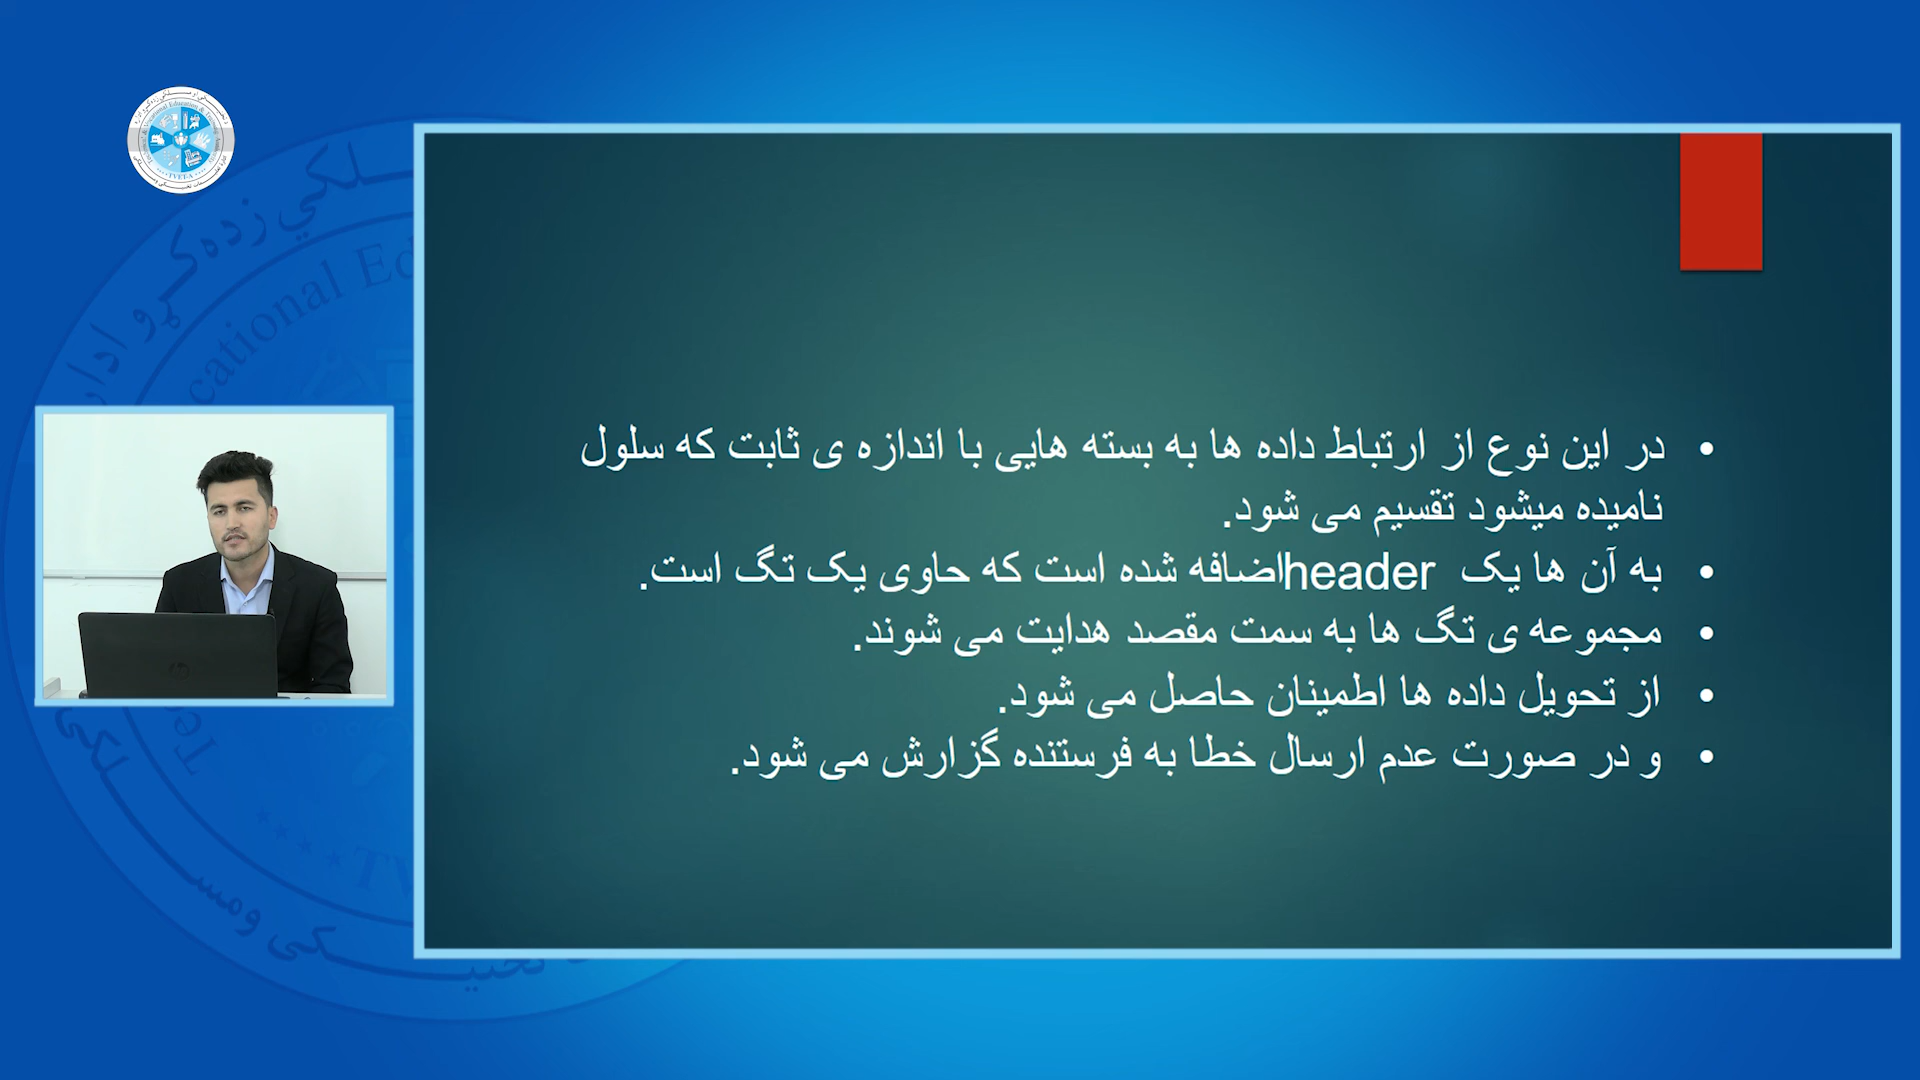 در این نوع از ارتباط داده ها به بسته هایی با اندازه ی ثابت که سلول
نامیده میشود تقسیم می شود.
به آن ها یک headerاضافه شده است که حاوی یک تگ است.
مجموعه ی تگ ها به سمت مقصد هدایت می شوند.
از تحویل داده ها اطمینان حاصل می شود.
و در صورت عدم ارسال خطا به فرستنده گزارش می شود.